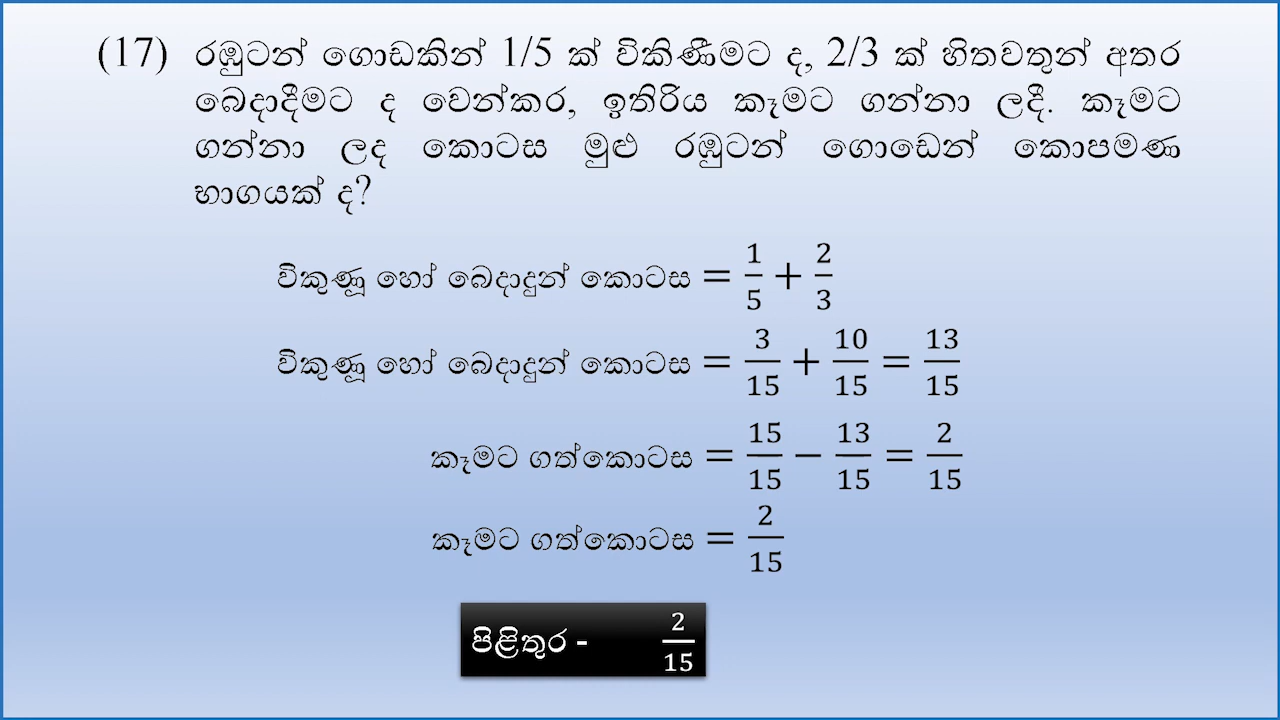 (17) රඹුටන් ගොඩකින් 1/5 ක් විකිණීමට ද, 2/3 ක් හිතවතුන් අතර
බෙදාදීමට ද වෙන්කර, ඉතිරිය කෑමට ගන්නා ලදී. කෑමට
ගන්නා ලද කොටස මුළු රඹුටන් ගොඩෙන් කොපමණ
භාගයක් ද?
විකුණූ හෝ බෙදාදුන් කොටස = 1/5 + 2/3
විකුණූ හෝ බෙදාදුන් කොටස = 3/15 + 10/15 = 13/15
කෑමට ගත්කොටස = 15/15 − 13/15 = 2/15
කෑමට ගත්කොටස = 2/15
පිළිතුර - 2/15